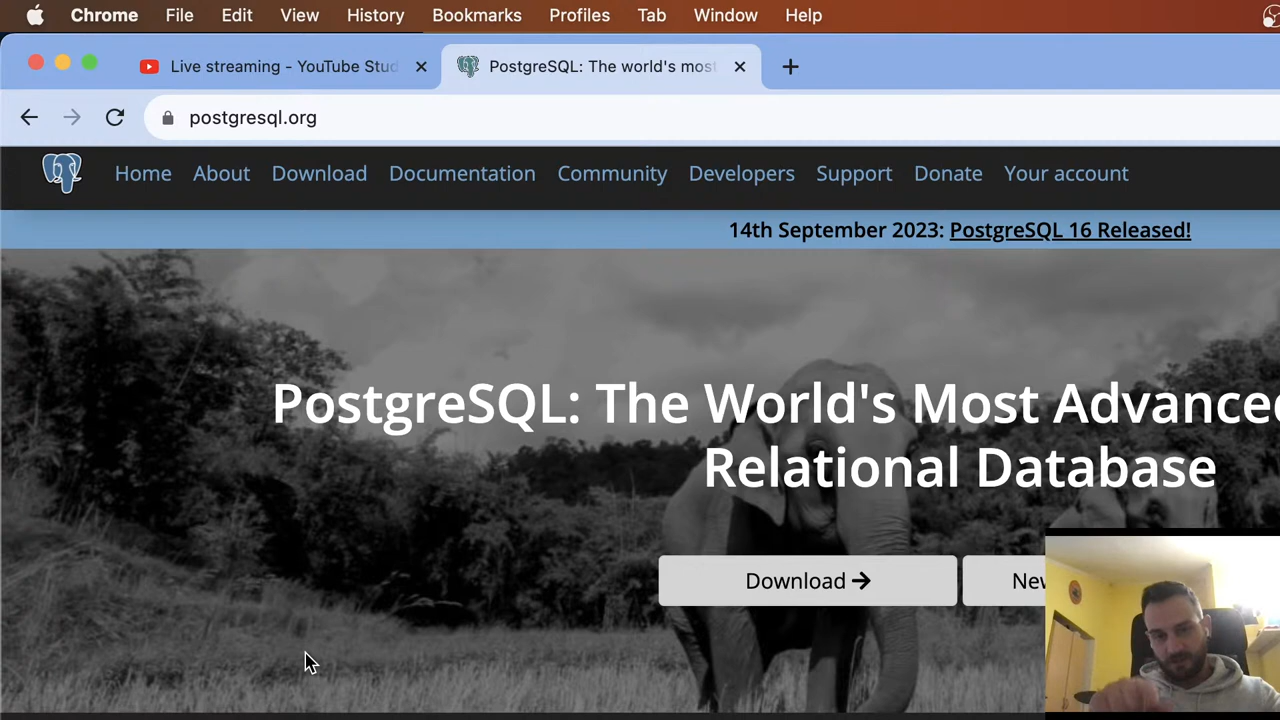 Chrome File Edit View History Bookmarks Profiles Tab Window Help
Live streaming - YouTube Stud
PostgreSQL: The world's most
postgresql.org
Home About Download Documentation Community Developers Support Donate Your account
14th September 2023: PostgreSQL 16 Released!
PostgreSQL: The World's Most Advanced
Relational Database
Download
New